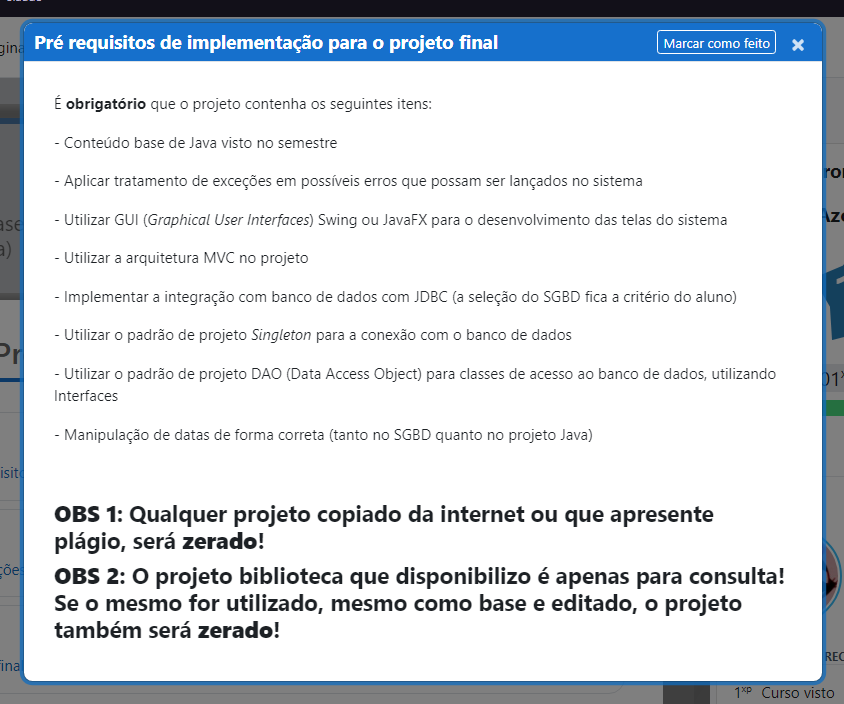 Pré requisitos de implementação para o projeto final
Marcar como feito
É obrigatório que o projeto contenha os seguintes itens:
- Conteúdo base de Java visto no semestre
- Aplicar tratamento de exceções em possíveis erros que possam ser lançados no sistema
- Utilizar GUI (Graphical User Interfaces) Swing ou JavaFX para o desenvolvimento das telas do sistema
- Utilizar a arquitetura MVC no projeto
- Implementar a integração com banco de dados com JDBC (a seleção do SGBD fica a critério do aluno)
- Utilizar o padrão de projeto Singleton para a conexão com o banco de dados
- Utilizar o padrão de projeto DAO (Data Access Object) para classes de acesso ao banco de dados, utilizando
Interfaces
- Manipulação de datas de forma correta (tanto no SGBD quanto no projeto Java)
OBS 1: Qualquer projeto copiado da internet ou que apresente
plágio, será zerado!
OBS 2: O projeto biblioteca que disponibilizo é apenas para consulta!
Se o mesmo for utilizado, mesmo como base e editado, o projeto
também será zerado!
1xp Curso visto